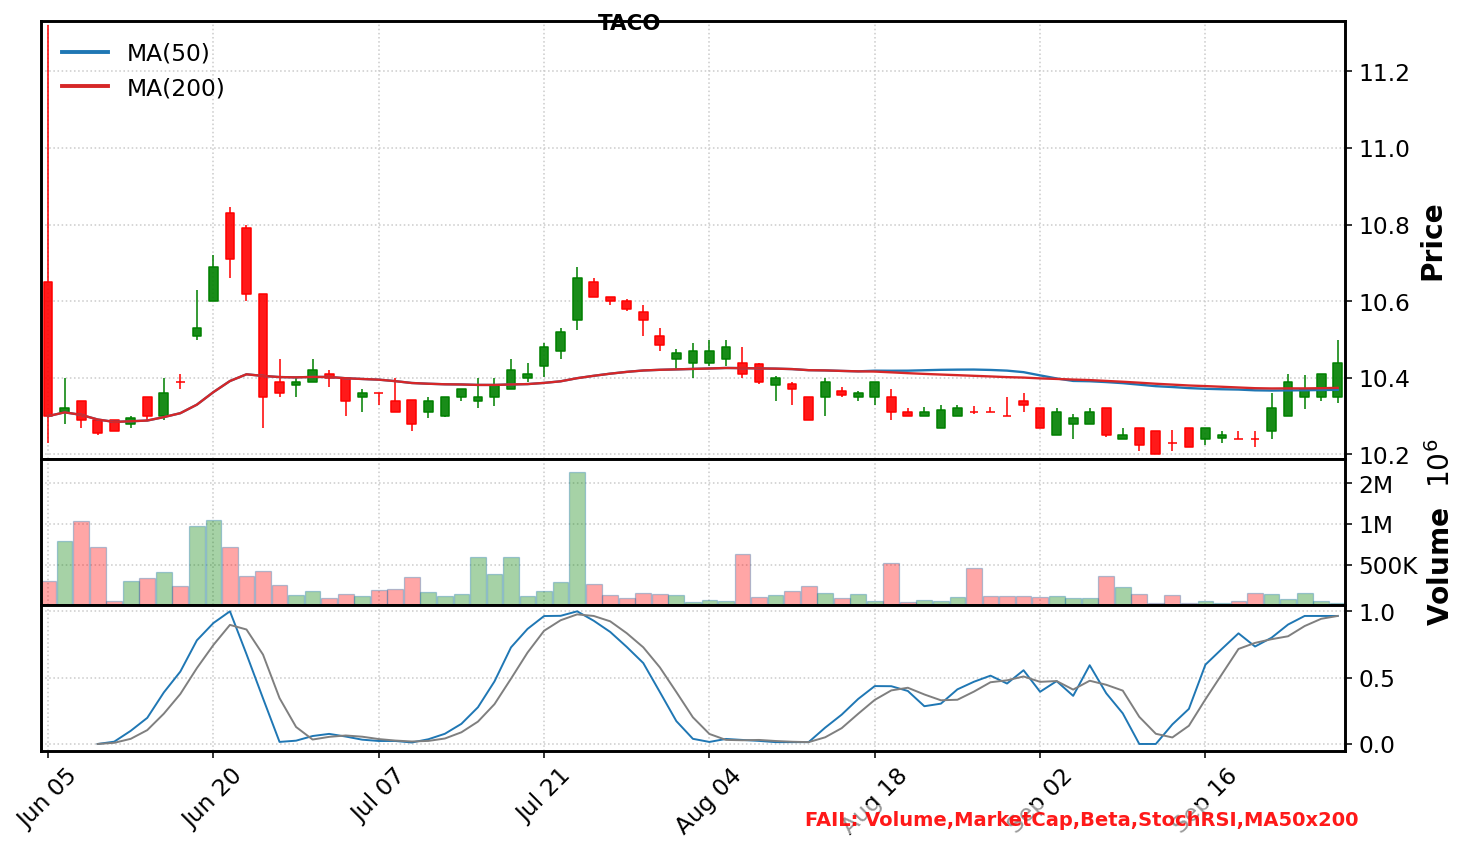 TACO
MA(50)
MA(200)
11.2
11.0
10.8
10.6
10.4
10.2
Price
2M
1M
500K
Volume 10^6
1.0
0.5
0.0
Jun 05
Jun 20
Jul 07
Jul 21
Aug 04
Aug 18
Sep 02
Sep 16
FAIL: Volume,MarketCap,Beta,StochRSI,MA50x200